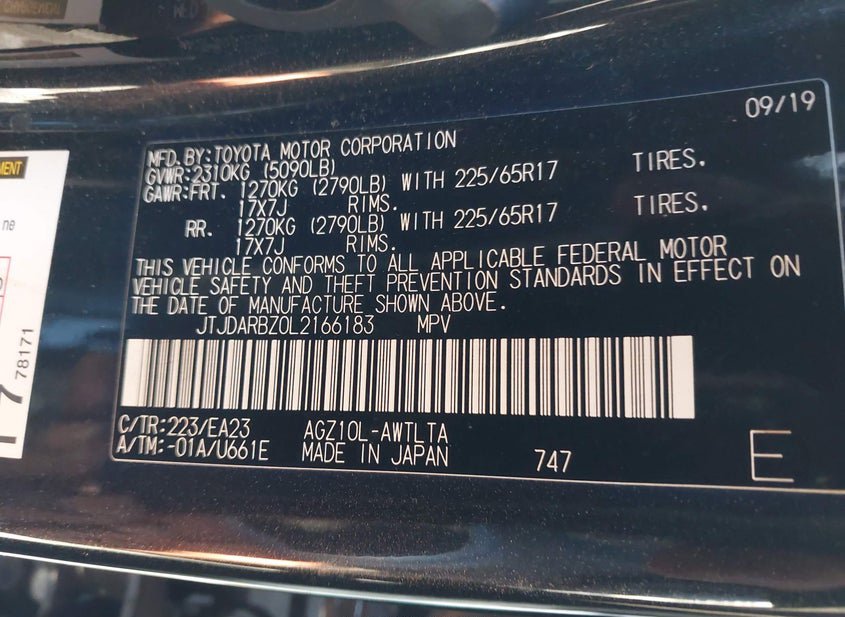 09/19
MFD. BY: TOYOTA MOTOR CORPORATION
GVWR: 2310KG (5090LB)
GAWR: FRT. 1270KG (2790LB) WITH 225/65R17 TIRES,
17X7J RIMS.
RR. 1270KG (2790LB) WITH 225/65R17 TIRES,
17X7J RIMS.
THIS VEHICLE CONFORMS TO ALL APPLICABLE FEDERAL MOTOR
VEHICLE SAFETY AND THEFT PREVENTION STANDARDS IN EFFECT ON
THE DATE OF MANUFACTURE SHOWN ABOVE.
JTJDARBZ0L2166183 MPV
C/TR: 223/EA23 AGZ10L-AWTLTA
A/TM: -01A/U661E MADE IN JAPAN 747
E
78171